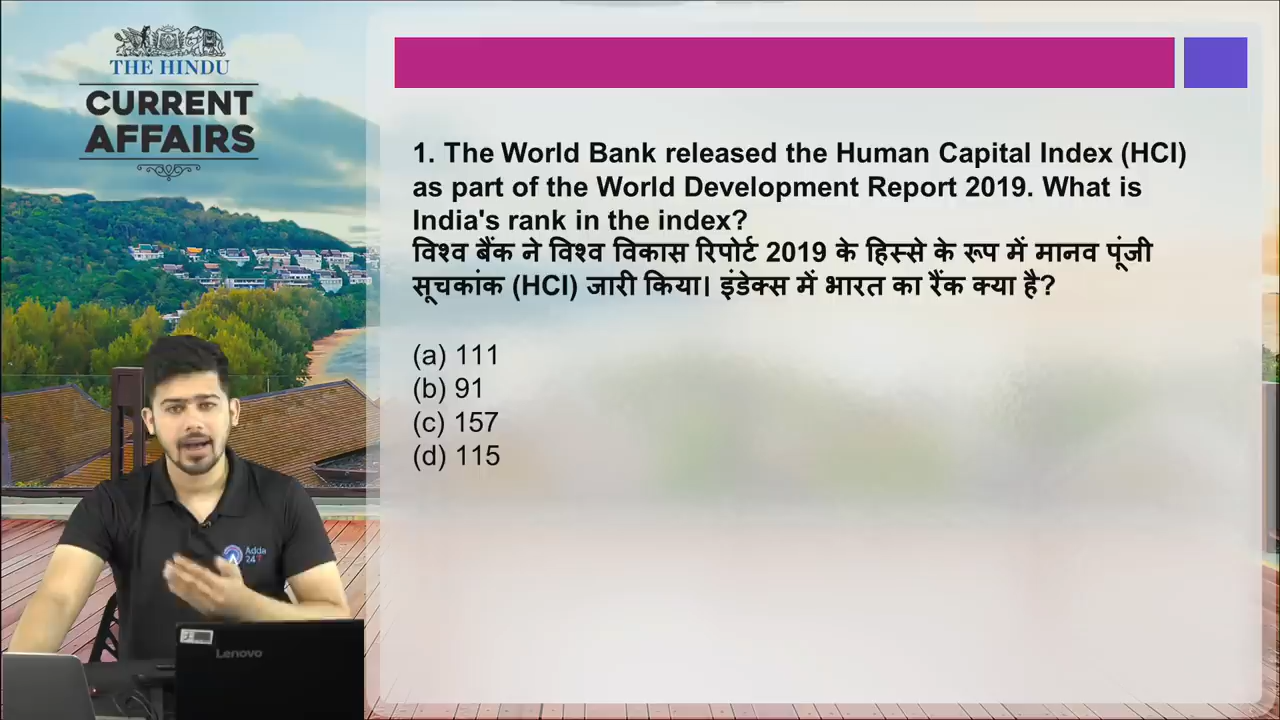 THE HINDU
CURRENT
AFFAIRS
1. The World Bank released the Human Capital Index (HCI)
as part of the World Development Report 2019. What is
India's rank in the index?
विश्व बैंक ने विश्व विकास रिपोर्ट 2019 के हिस्से के रूप में मानव पूंजी
सूचकांक (HCI) जारी किया। इंडेक्स में भारत का रैंक क्या है?
(a) 111
(b) 91
(c) 157
(d) 115
Adda
247
Lenovo